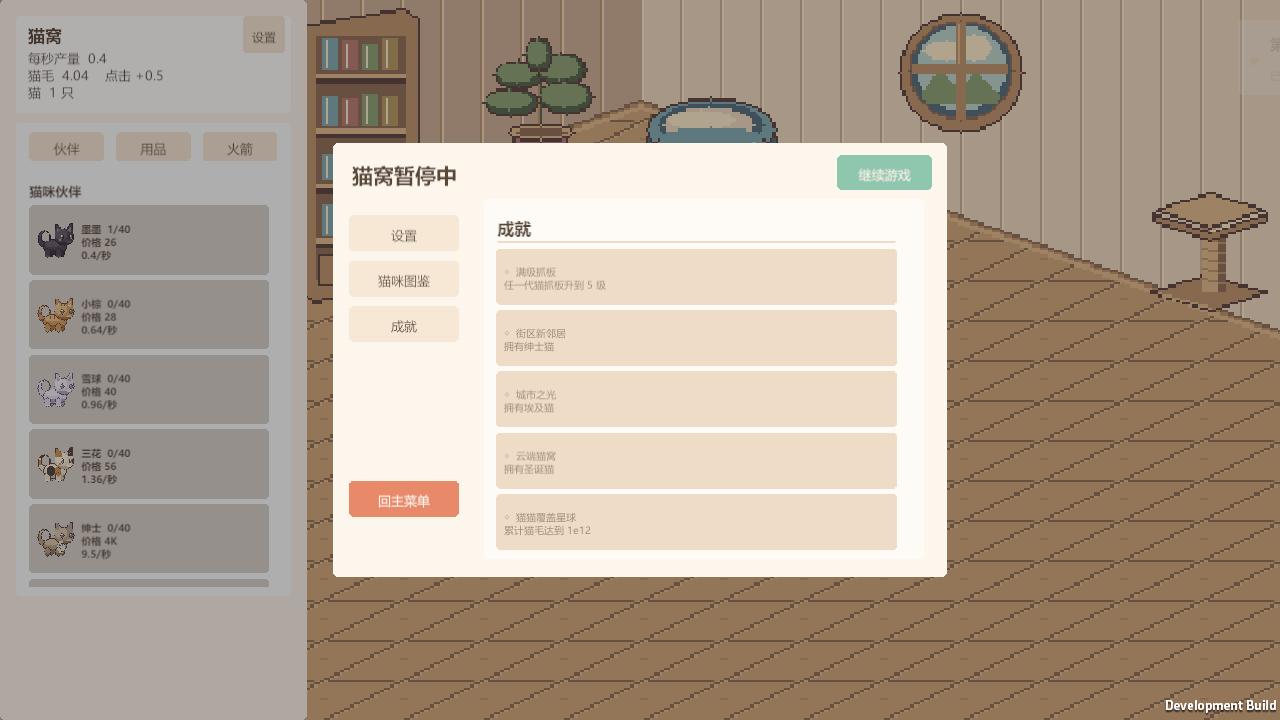 猫窝
设置
每秒产量 0.4
猫毛 4.04 点击 +0.5
猫 1 只
伙伴
用品
火箭
猫咪伙伴
墨墨 1/40
价格 26
0.4/秒
小棕 0/40
价格 28
0.64/秒
雪球 0/40
价格 40
0.96/秒
三花 0/40
价格 56
1.36/秒
绅士 0/40
价格 4K
9.5/秒
猫窝暂停中
继续游戏
设置
猫咪图鉴
成就
回主菜单
成就
满级抓板
任一代猫抓板升到 5 级
街区新邻居
拥有绅士猫
城市之光
拥有埃及猫
云端猫窝
拥有圣诞猫
猫猫覆盖星球
累计猫毛达到 1e12
Development Build